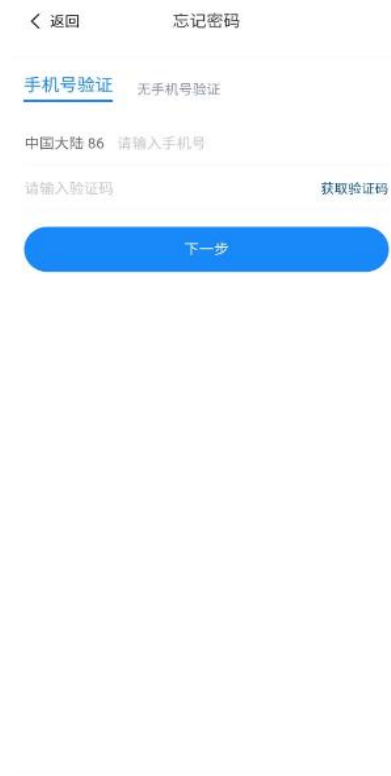 返回 忘记密码
手机号验证 无手机号验证
中国大陆 86 请输入手机号
请输入验证码 获取验证码
下一步